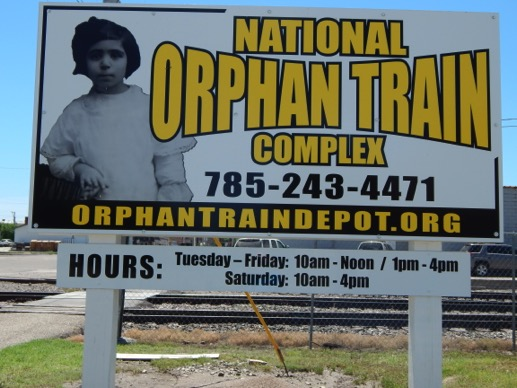 NATIONAL
ORPHAN TRAIN
COMPLEX
785-243-4471
ORPHANTRAINDEPOT.ORG
HOURS: Tuesday – Friday: 10am - Noon / 1pm - 4pm
Saturday: 10am - 4pm